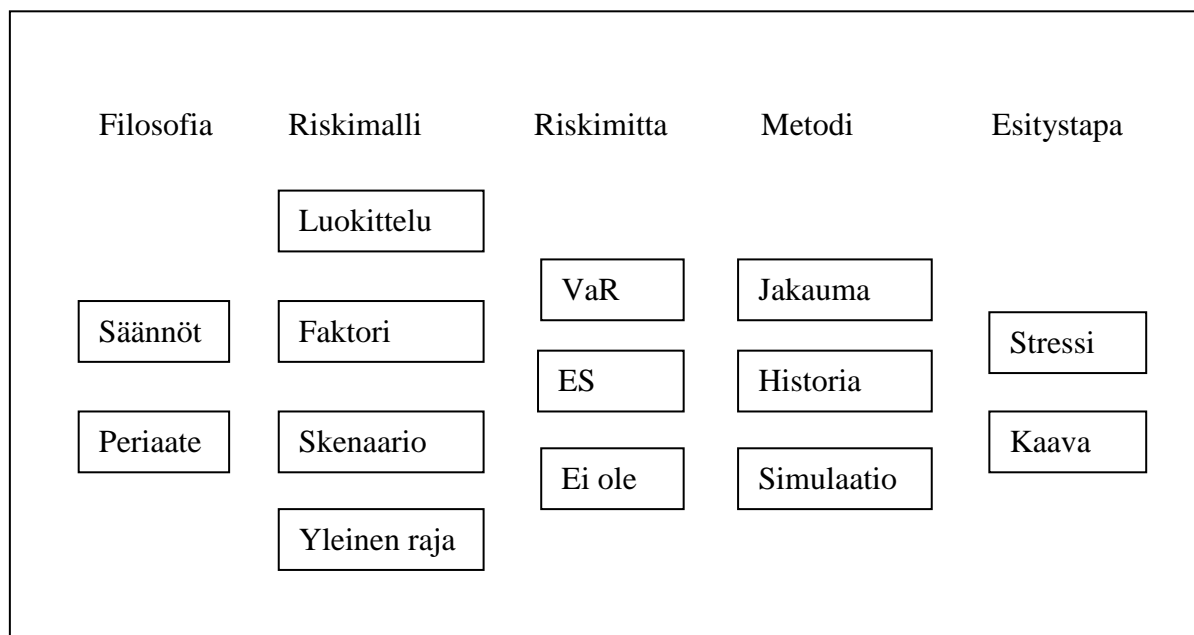 Filosofia
Riskimalli
Riskimitta
Metodi
Esitystapa
Luokittelu
Faktori
Skenaario
Yleinen raja
Säännöt
Periaate
VaR
ES
Ei ole
Jakauma
Historia
Simulaatio
Stressi
Kaava